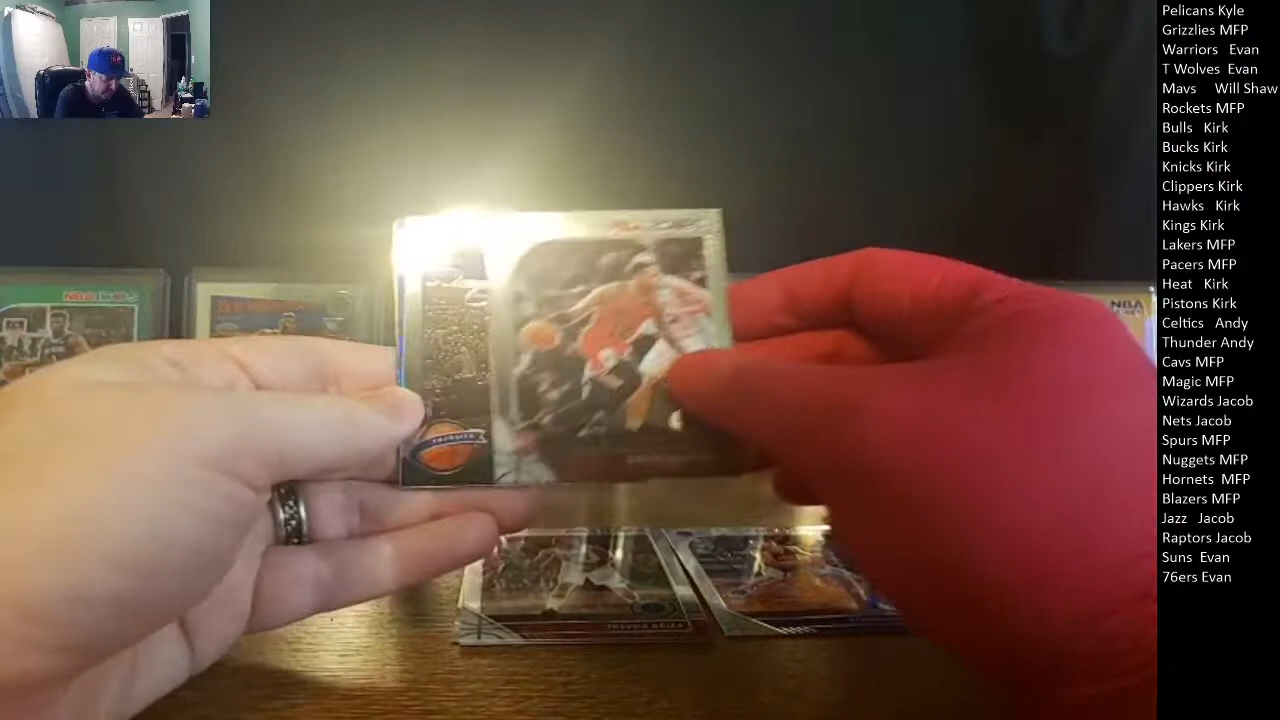 Pelicans Kyle
Grizzlies MFP
Warriors Evan
T Wolves Evan
Mavs Will Shaw
Rockets MFP
Bulls Kirk
Bucks Kirk
Knicks Kirk
Clippers Kirk
Hawks Kirk
Kings Kirk
Lakers MFP
Pacers MFP
Heat Kirk
Pistons Kirk
Celtics Andy
Thunder Andy
Cavs MFP
Magic MFP
Wizards Jacob
Nets Jacob
Spurs MFP
Nuggets MFP
Hornets MFP
Blazers MFP
Jazz Jacob
Raptors Jacob
Suns Evan
76ers Evan
NBA
NBA
TREVOR ARIZA